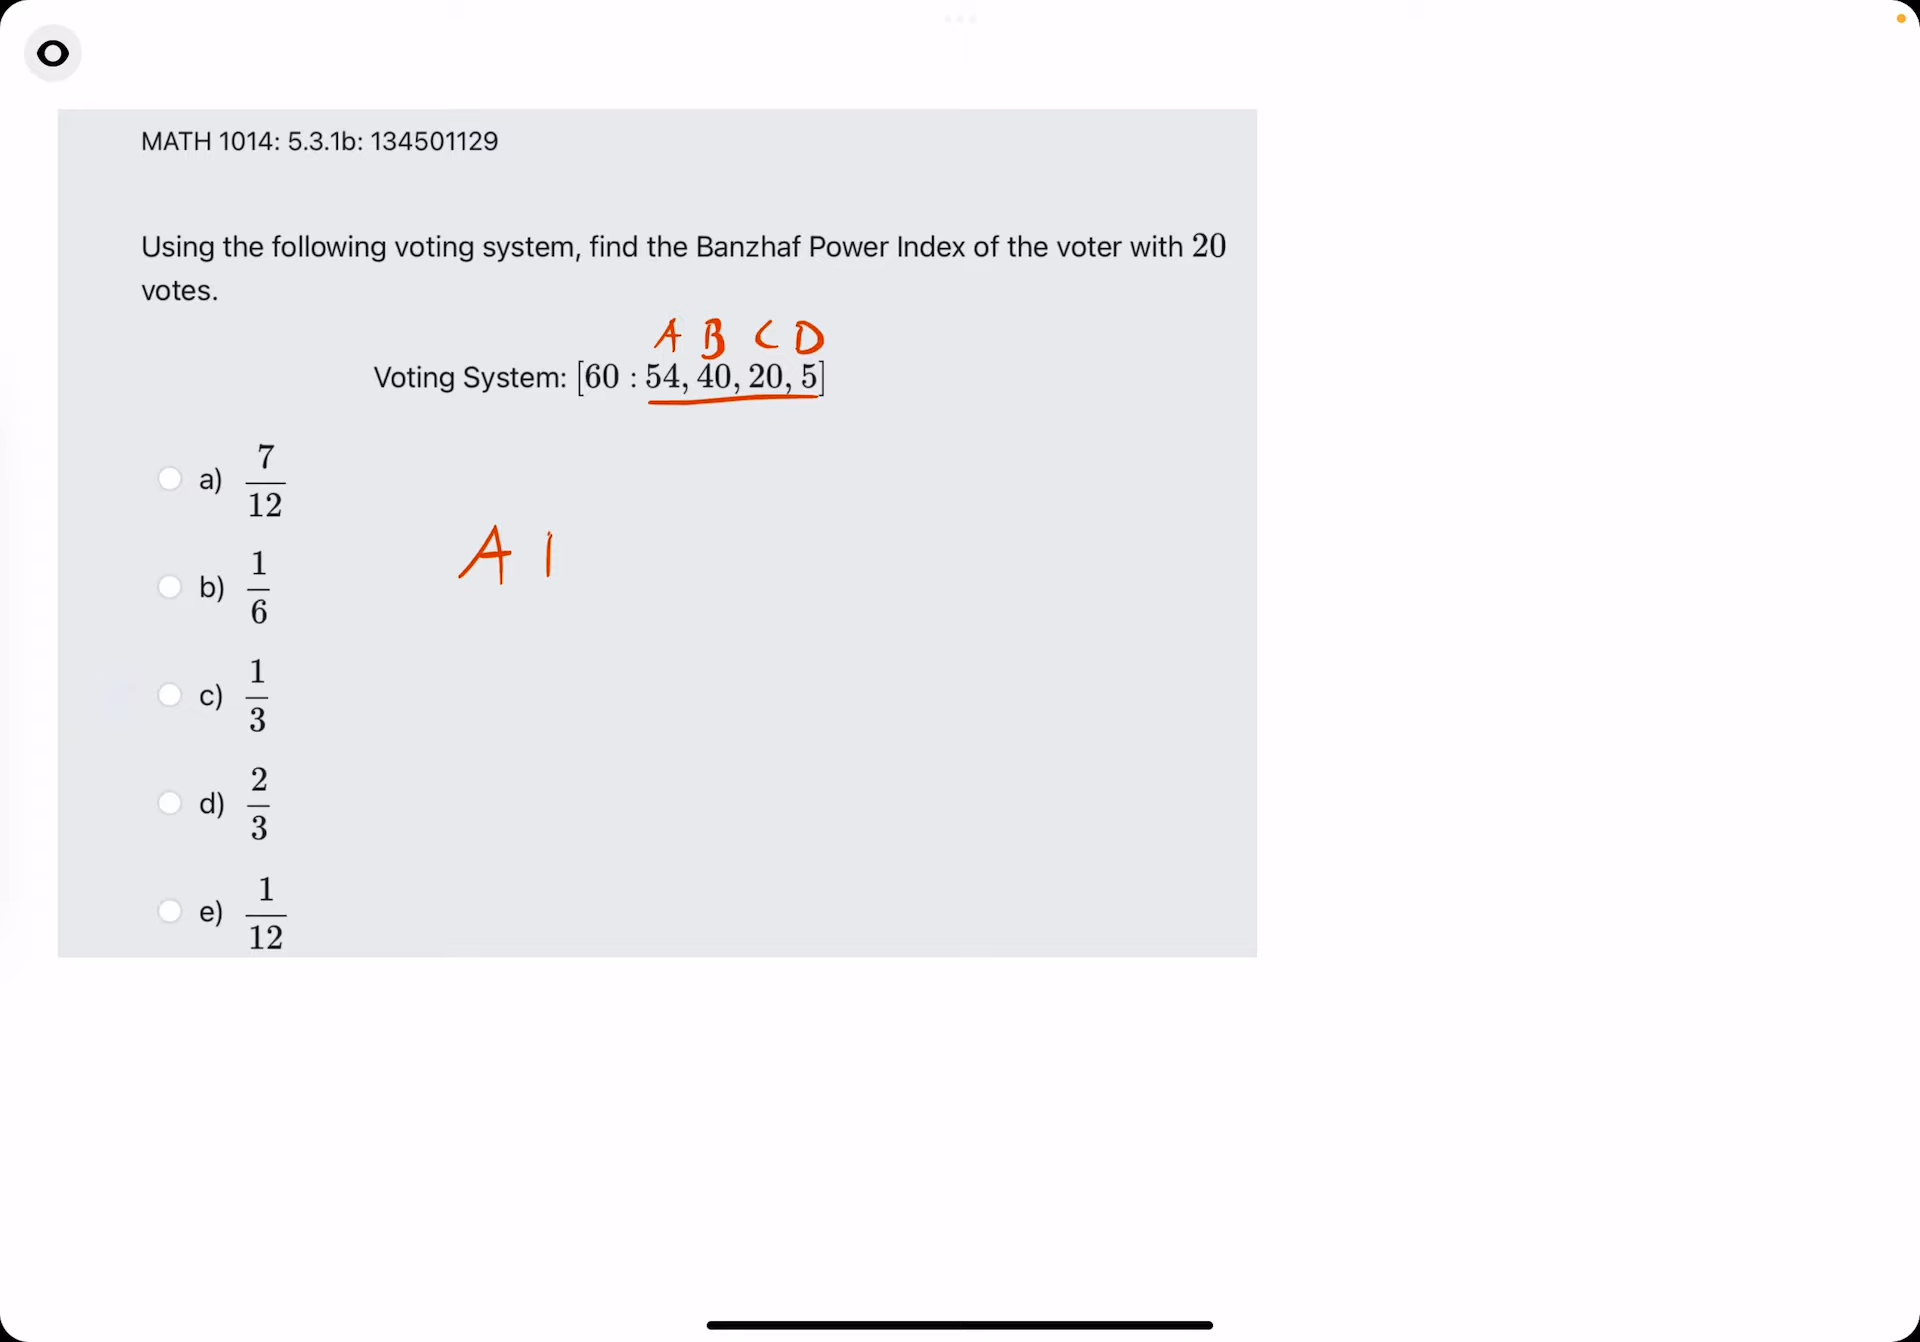 MATH 1014: 5.3.1b: 134501129
Using the following voting system, find the Banzhaf Power Index of the voter with 20
votes.
A B C D
Voting System: [60 : 54, 40, 20, 5]
a) 7/12
b) 1/6
A I
c) 1/3
d) 2/3
e) 1/12